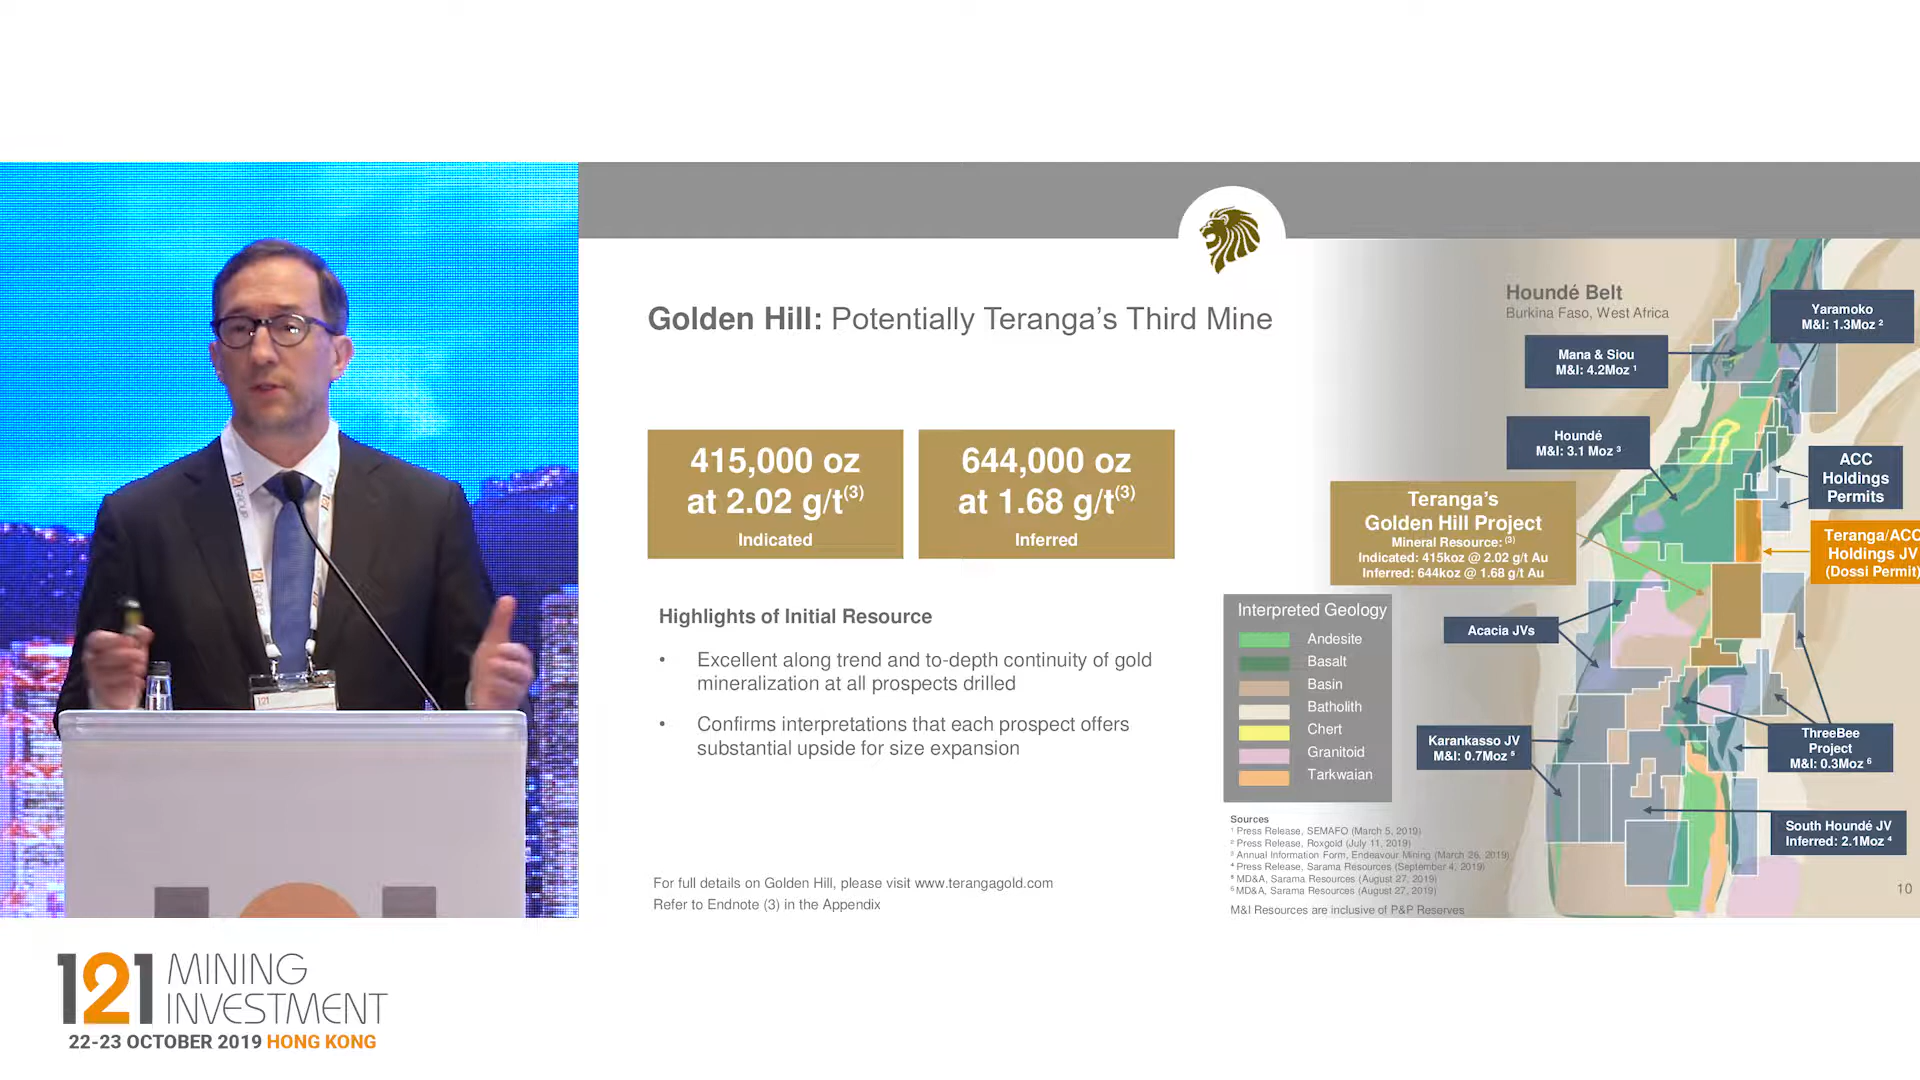 Golden Hill: Potentially Teranga's Third Mine
415,000 oz
at 2.02 g/t(3)
Indicated
644,000 oz
at 1.68 g/t(3)
Inferred
Highlights of Initial Resource
• Excellent along trend and to-depth continuity of gold
mineralization at all prospects drilled
• Confirms interpretations that each prospect offers
substantial upside for size expansion
For full details on Golden Hill, please visit www.terangagold.com
Refer to Endnote (3) in the Appendix
Houndé Belt
Burkina Faso, West Africa
Yaramoko
M&I: 1.3Moz 2
Mana & Siou
M&I: 4.2Moz 1
Houndé
M&I: 3.1 Moz 3
ACC
Holdings
Permits
Teranga's
Golden Hill Project
Mineral Resource: (3)
Indicated: 415koz @ 2.02 g/t Au
Inferred: 644koz @ 1.68 g/t Au
Teranga/ACC
Holdings JV
(Dossi Permit)
Acacia JVs
Interpreted Geology
Andesite
Basalt
Basin
Batholith
Chert
Granitoid
Tarkwaian
Karankasso JV
M&I: 0.7Moz 5
ThreeBee
Project
M&I: 0.3Moz 6
South Houndé JV
Inferred: 2.1Moz 4
Sources
1 Press Release, SEMAFO (March 5, 2019)
2 Press Release, Roxgold (July 11, 2019)
3 Annual Information Form, Endeavour Mining (March 26, 2019)
4 Press Release, Sarama Resources (September 4, 2019)
5 MD&A, Sarama Resources (August 27, 2019)
6 MD&A, Sarama Resources (August 27, 2019)
M&I Resources are inclusive of P&P Reserves
10
121 GROUP
121
121 MINING
INVESTMENT
22-23 OCTOBER 2019 HONG KONG